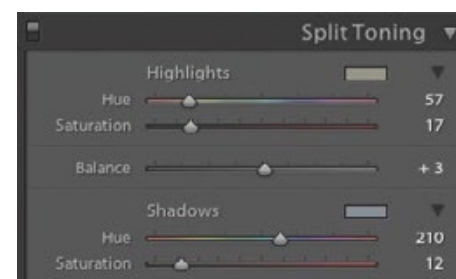 Split Toning
Highlights
Hue 57
Saturation 17
Balance + 3
Shadows
Hue 210
Saturation 12